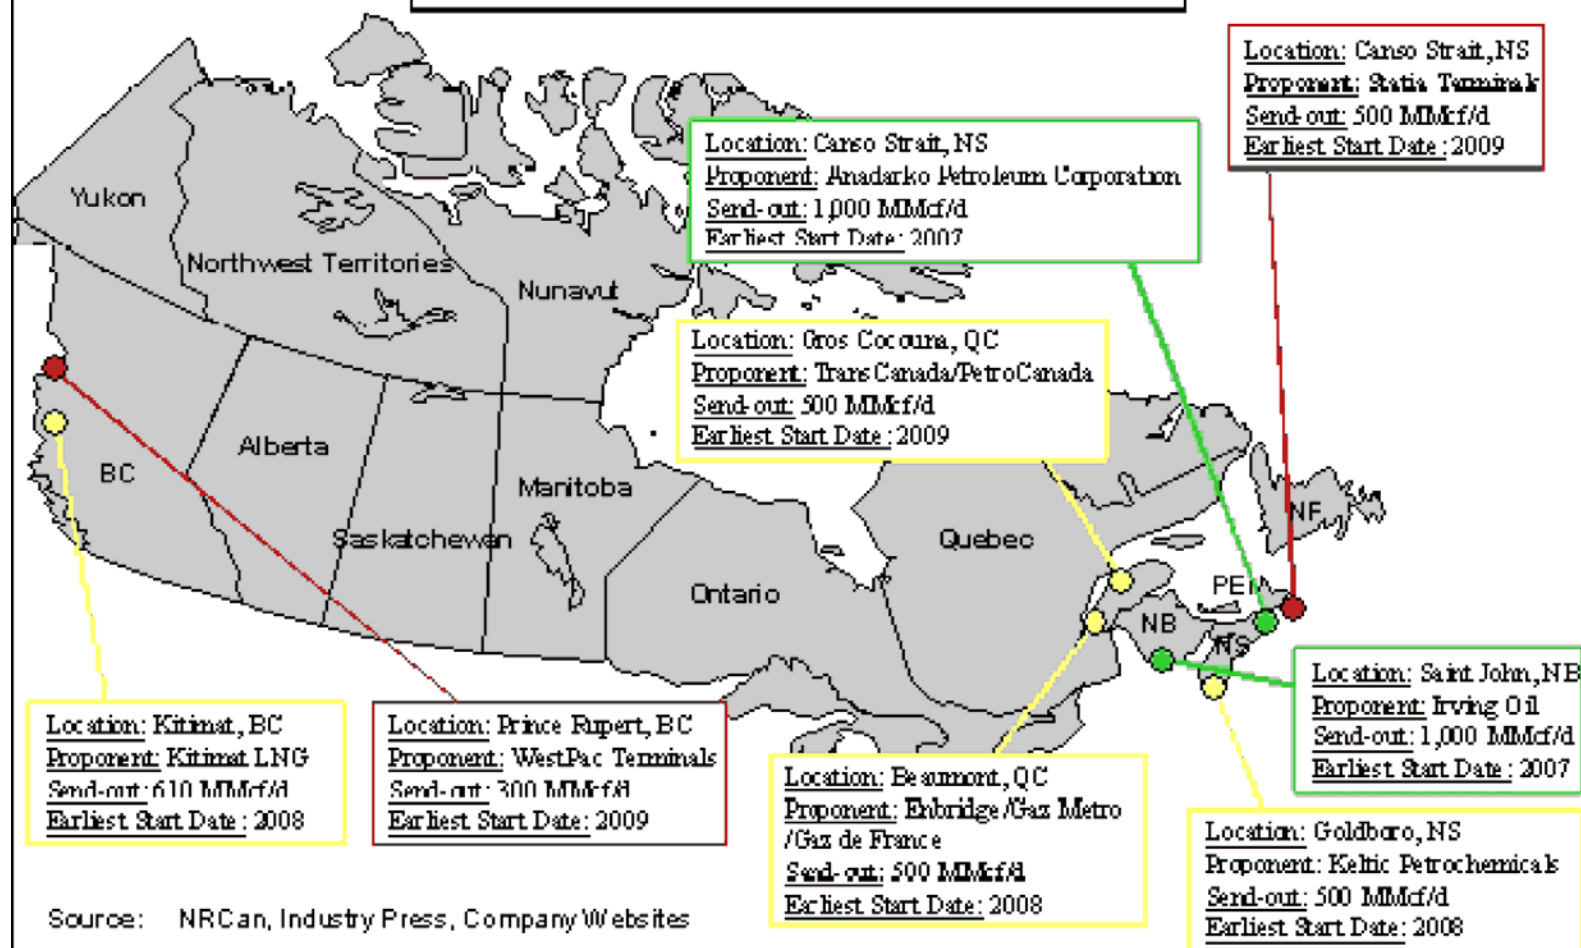 Location: Canso Strait, NS
Proponent: Statia Terminals
Send-out: 500 MMcf/d
Earliest Start Date: 2009
Location: Canso Strait, NS
Proponent: Anadarko Petroleum Corporation
Send-out: 1,000 MMcf/d
Earliest Start Date: 2007
Yukon
Northwest Territories
Nunavut
Location: Gros Cocouna, QC
Proponent: TransCanada/PetroCanada
Send-out: 500 MMcf/d
Earliest Start Date: 2009
BC
Alberta
Saskatchewan
Manitoba
Ontario
Quebec
NF
PEI
NB
NS
Location: Saint John, NB
Proponent: Irving Oil
Send-out: 1,000 MMcf/d
Earliest Start Date: 2007
Location: Kitimat, BC
Proponent: Kitimat LNG
Send-out: 610 MMcf/d
Earliest Start Date: 2008
Location: Prince Rupert, BC
Proponent: WestPac Terminals
Send-out: 300 MMcf/d
Earliest Start Date: 2009
Location: Beaumont, QC
Proponent: Enbridge/Gaz Metro
/Gaz de France
Send-out: 500 MMcf/d
Earliest Start Date: 2008
Location: Goldboro, NS
Proponent: Keltic Petrochemicals
Send-out: 500 MMcf/d
Earliest Start Date: 2008
Source: NRCan, Industry Press, Company Websites